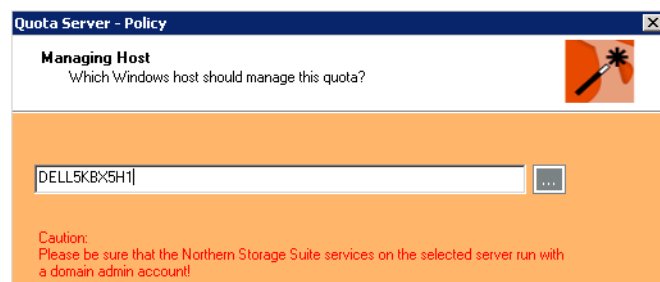 Quota Server - Policy
Managing Host
Which Windows host should manage this quota?
DELL5KBX5H1
...
Caution:
Please be sure that the Northern Storage Suite services on the selected server run with
a domain admin account!